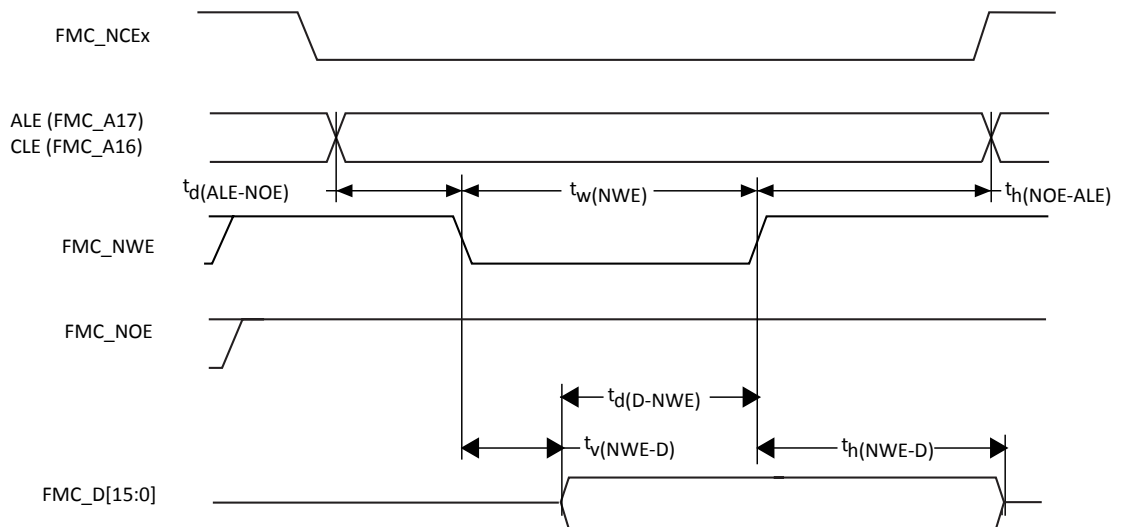 FMC_NCEx
ALE (FMC_A17)
CLE (FMC_A16)
td(ALE-NOE)
tw(NWE)
th(NOE-ALE)
FMC_NWE
FMC_NOE
td(D-NWE)
tv(NWE-D)
th(NWE-D)
FMC_D[15:0]